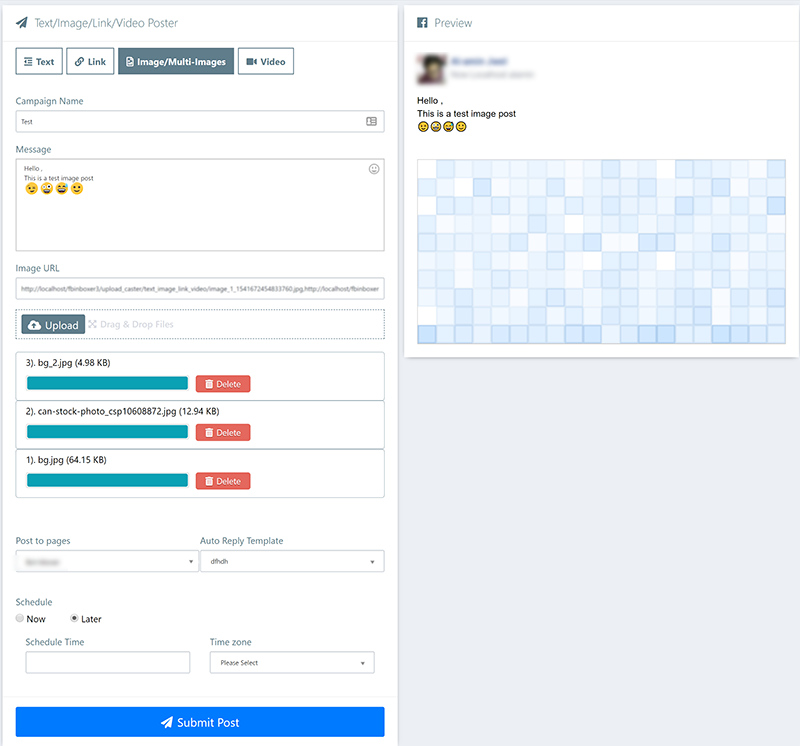 Text/Image/Link/Video Poster
Text
Link
Image/Multi-Images
Video
Campaign Name
Test
Message
Hello ,
This is a test image post
😉🤪😅🙂
Image URL
http://localhost/fbinboxer3/upload_caster/text_image_link_video/image_1_1541672454833760.jpg,http://localhost/fbinboxer
Upload
Drag & Drop Files
3). bg_2.jpg (4.98 KB)
Delete
2). can-stock-photo_csp10608872.jpg (12.94 KB)
Delete
1). bg.jpg (64.15 KB)
Delete
Post to pages
Auto Reply Template
dfhdh
Schedule
Now
Later
Schedule Time
Time zone
Please Select
Submit Post
Preview
Hello ,
This is a test image post